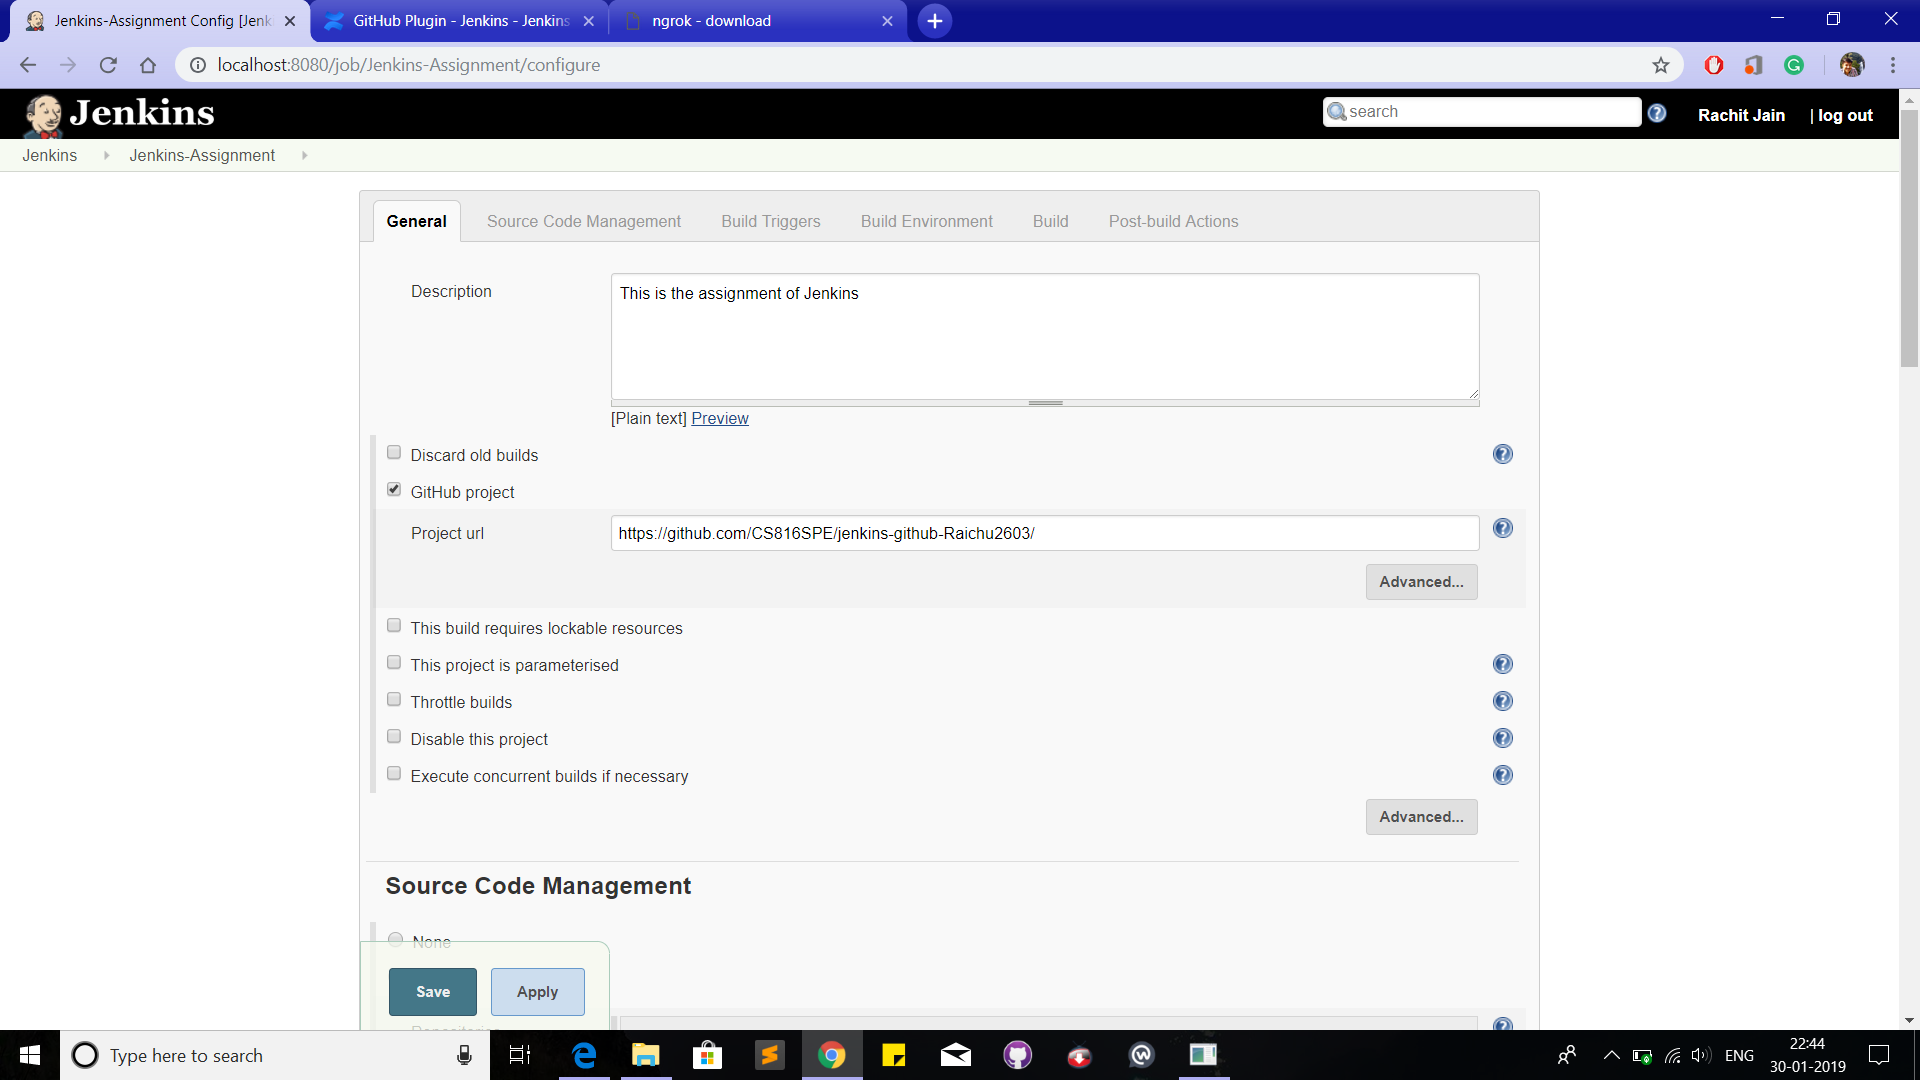 Jenkins-Assignment Config [Jenk
GitHub Plugin - Jenkins - Jenkins
ngrok - download
localhost:8080/job/Jenkins-Assignment/configure
Jenkins
search
Rachit Jain
| log out
Jenkins
Jenkins-Assignment
General
Source Code Management
Build Triggers
Build Environment
Build
Post-build Actions
Description
This is the assignment of Jenkins
[Plain text] Preview
Discard old builds
GitHub project
Project url
https://github.com/CS816SPE/jenkins-github-Raichu2603/
Advanced...
This build requires lockable resources
This project is parameterised
Throttle builds
Disable this project
Execute concurrent builds if necessary
Advanced...
Source Code Management
None
Save
Apply
Type here to search
ENG
22:44
30-01-2019